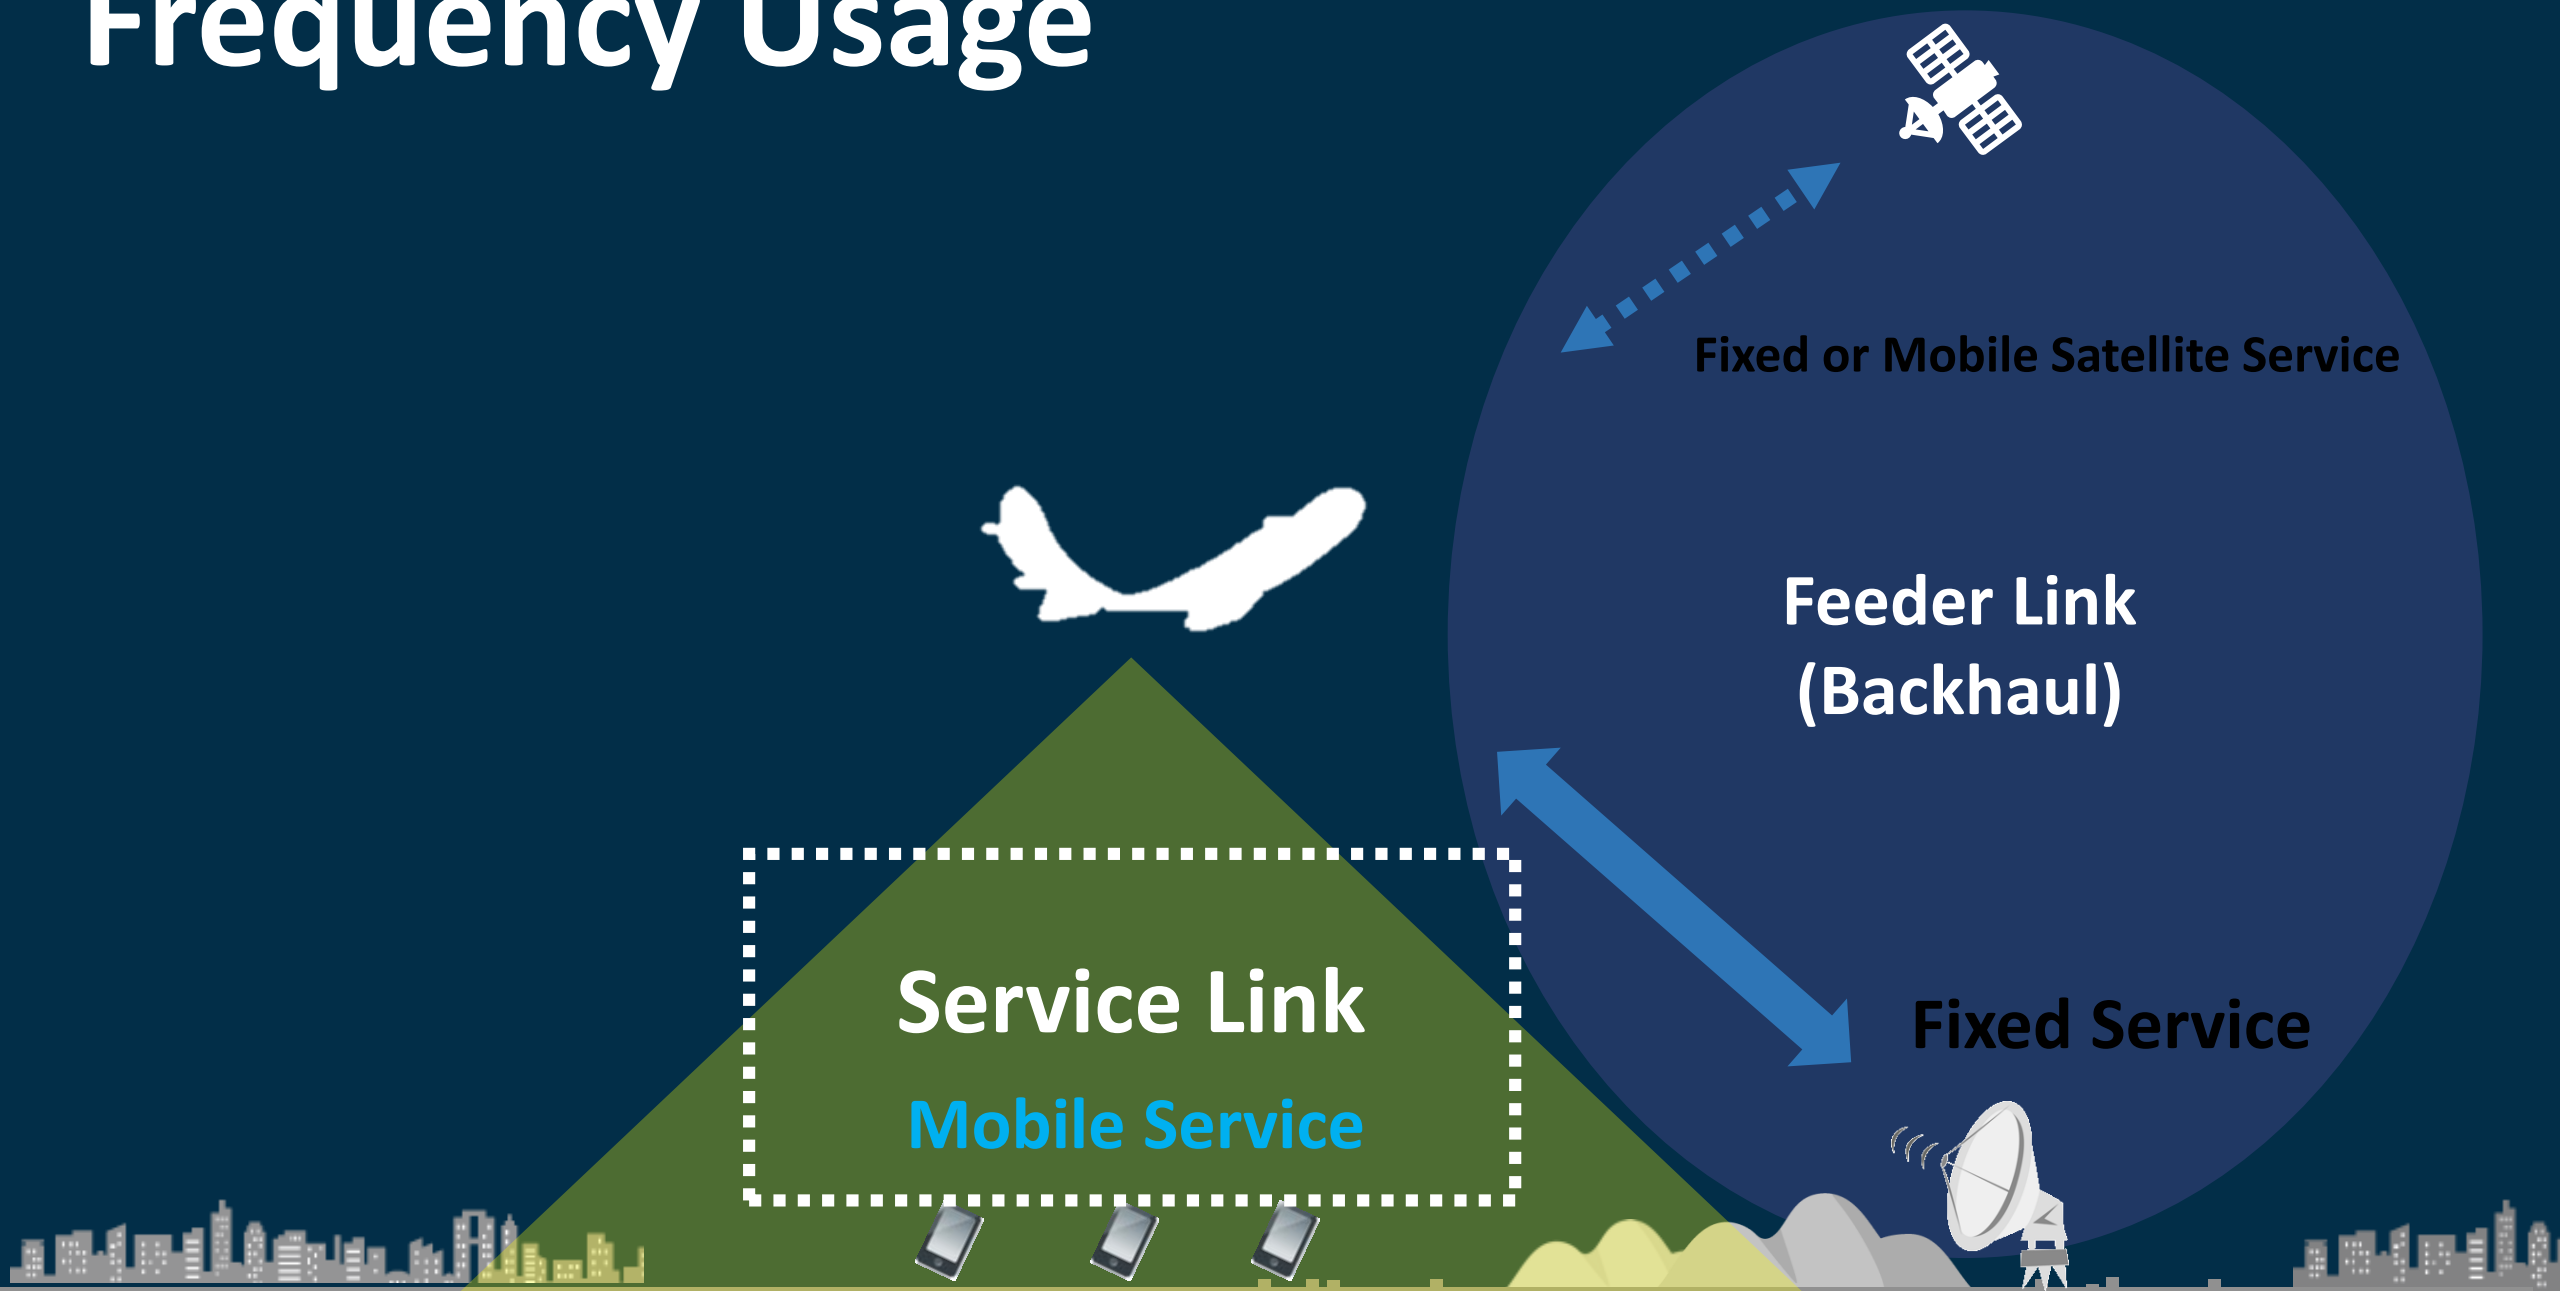 Frequency Usage
Fixed or Mobile Satellite Service
Feeder Link
(Backhaul)
Service Link
Fixed Service
Mobile Service